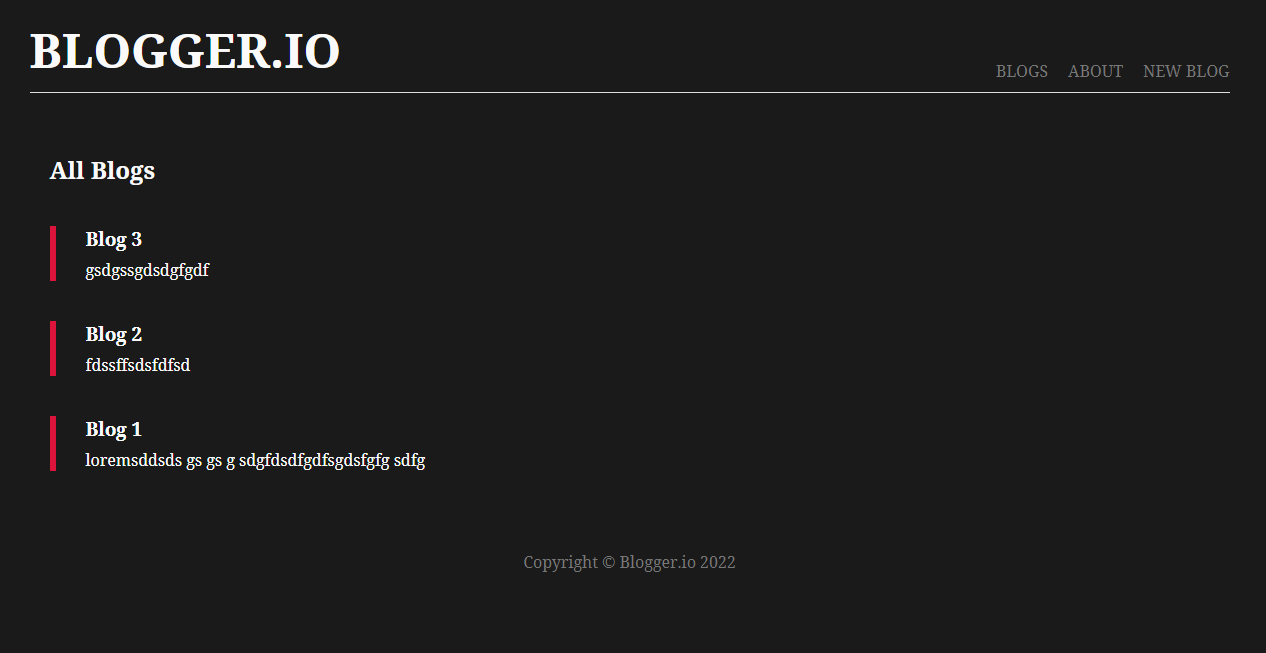 BLOGGER.IO
BLOGS ABOUT NEW BLOG
All Blogs
Blog 3
gsdgssgdsdgfgdf
Blog 2
fdssffsdsfdfsd
Blog 1
loremsddsds gs gs g sdgfdsdfgdfsgdsfgfg sdfg
Copyright © Blogger.io 2022